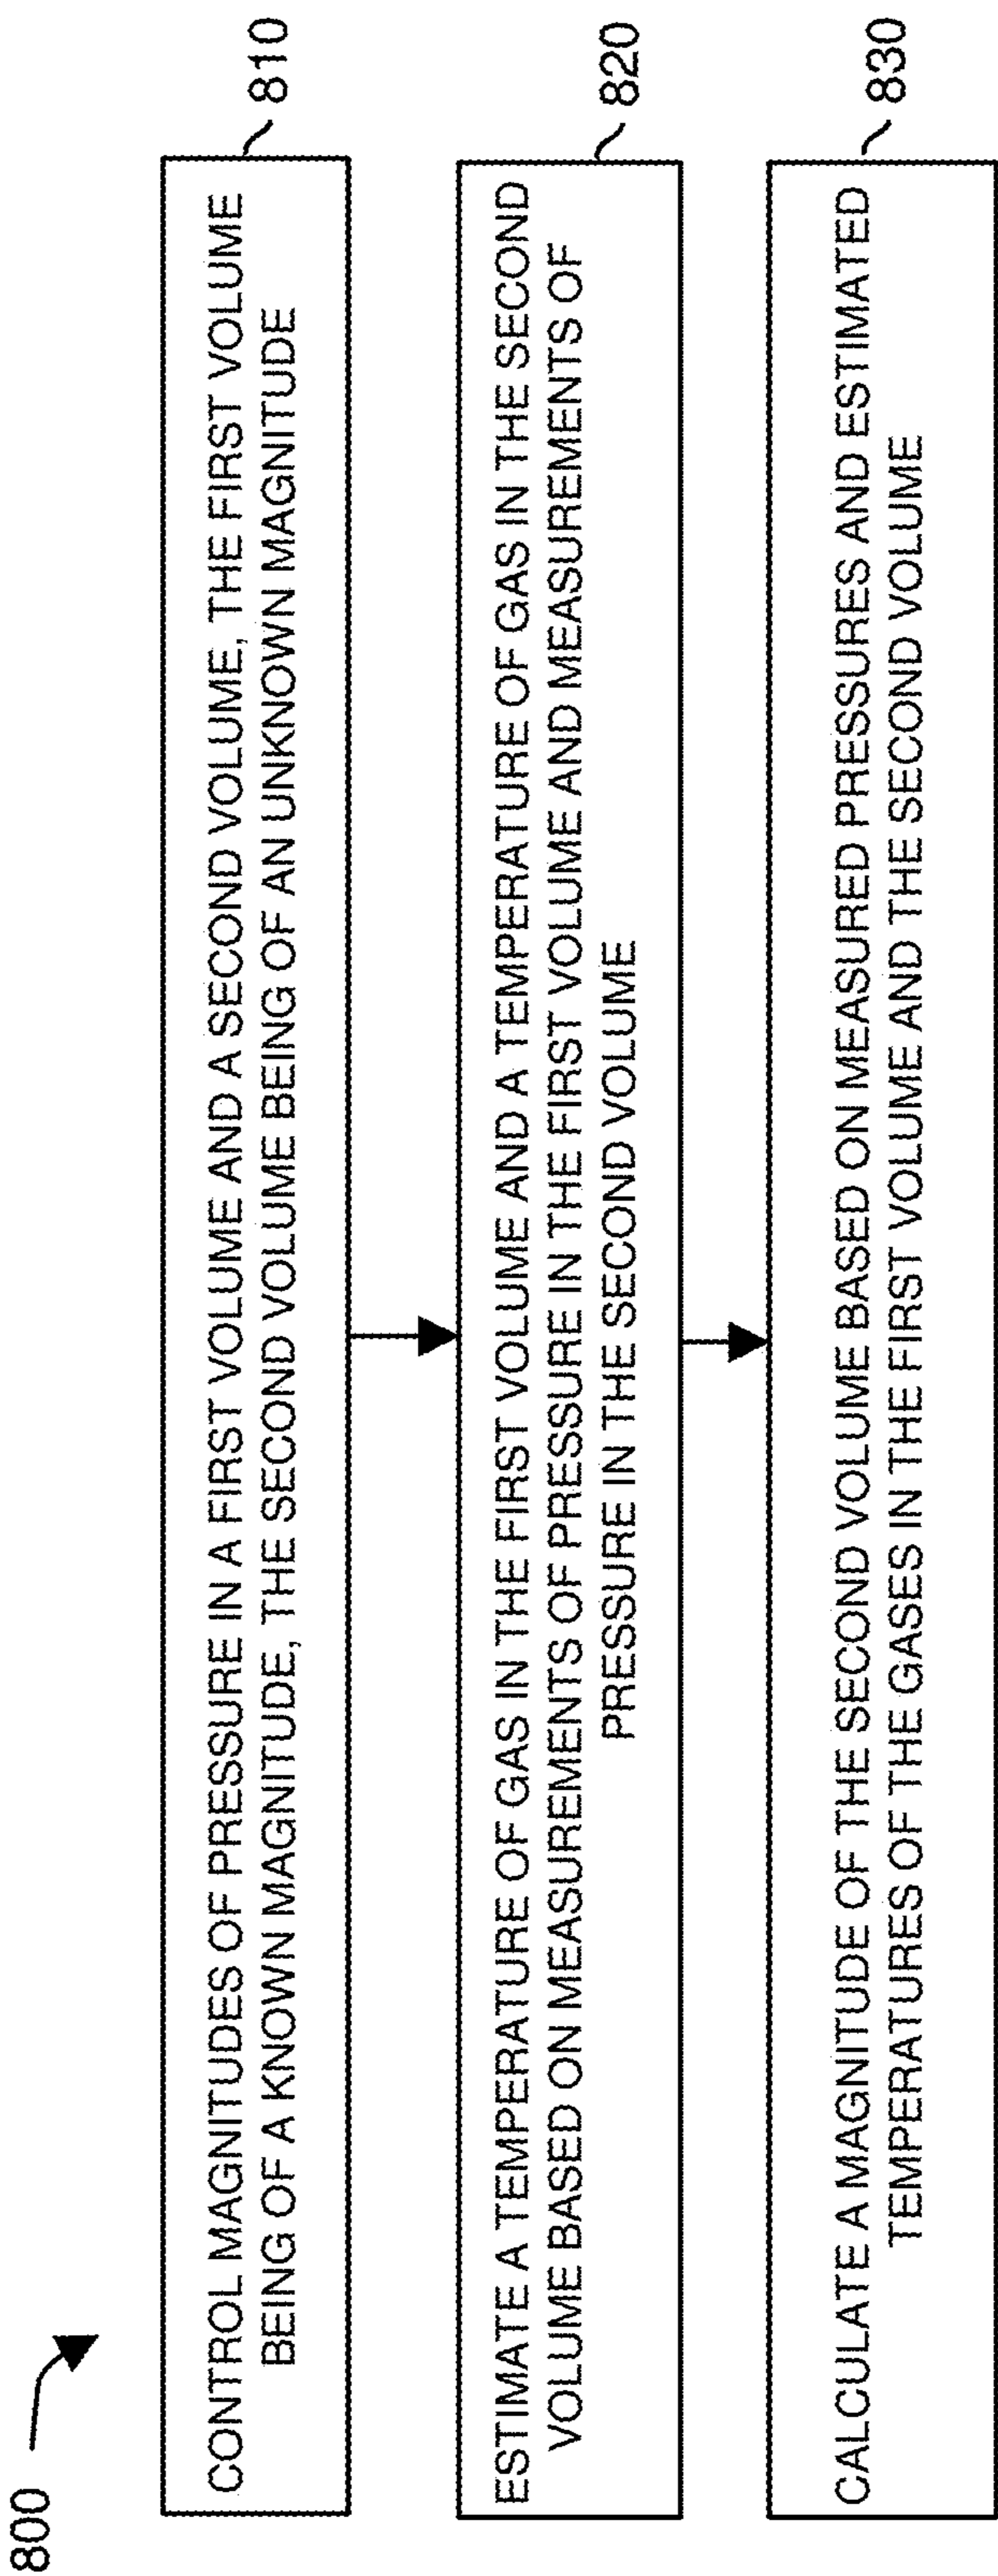 800
CONTROL MAGNITUDES OF PRESSURE IN A FIRST VOLUME AND A SECOND VOLUME, THE FIRST VOLUME
BEING OF A KNOWN MAGNITUDE, THE SECOND VOLUME BEING OF AN UNKNOWN MAGNITUDE
810
ESTIMATE A TEMPERATURE OF GAS IN THE FIRST VOLUME AND A TEMPERATURE OF GAS IN THE SECOND
VOLUME BASED ON MEASUREMENTS OF PRESSURE IN THE FIRST VOLUME AND MEASUREMENTS OF
PRESSURE IN THE SECOND VOLUME
820
CALCULATE A MAGNITUDE OF THE SECOND VOLUME BASED ON MEASURED PRESSURES AND ESTIMATED
TEMPERATURES OF THE GASES IN THE FIRST VOLUME AND THE SECOND VOLUME
830